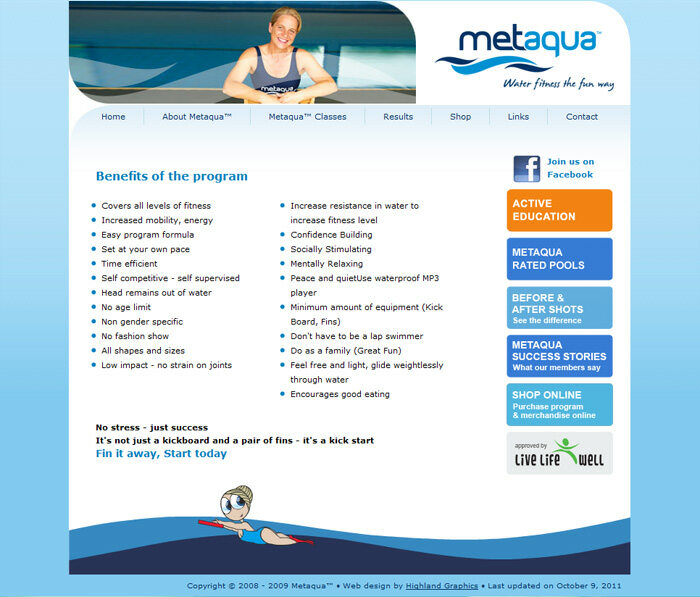 metaqua
metaqua™
Water fitness the fun way
Home About Metaqua™ Metaqua™ Classes Results Shop Links Contact
Benefits of the program
Covers all levels of fitness
Increased mobility, energy
Easy program formula
Set at your own pace
Time efficient
Self competitive - self supervised
Head remains out of water
No age limit
Non gender specific
No fashion show
All shapes and sizes
Low impact - no strain on joints
Increase resistance in water to
increase fitness level
Confidence Building
Socially Stimulating
Mentally Relaxing
Peace and quietUse waterproof MP3
player
Minimum amount of equipment (Kick
Board, Fins)
Don't have to be a lap swimmer
Do as a family (Great Fun)
Feel free and light, glide weightlessly
through water
Encourages good eating
No stress - just success
It's not just a kickboard and a pair of fins - it's a kick start
Fin it away, Start today
f
Join us on
Facebook
ACTIVE
EDUCATION
METAQUA
RATED POOLS
BEFORE &
AFTER SHOTS
See the difference
METAQUA
SUCCESS STORIES
What our members say
SHOP ONLINE
Purchase program
& merchandise online
approved by
LIVE LIFE WELL
Copyright © 2008 - 2009 Metaqua™ • Web design by Highland Graphics • Last updated on October 9, 2011